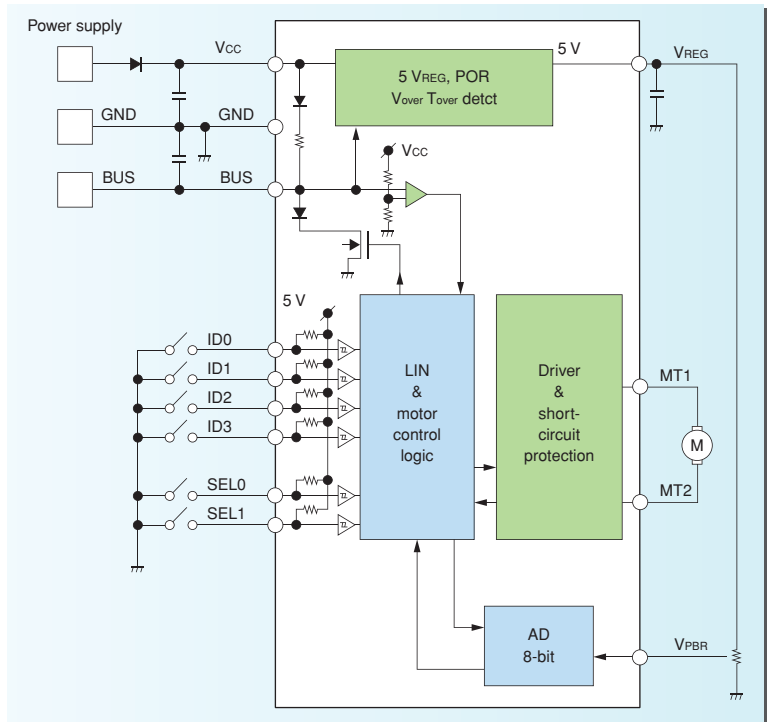 Power supply
VCC
5 VREG, POR
Vover Tover detct
5 V
VREG
GND
GND
VCC
BUS
BUS
5 V
ID0
ID1
ID2
ID3
SEL0
SEL1
LIN
&
motor
control
logic
Driver
&
short-
circuit
protection
MT1
M
MT2
AD
8-bit
VPBR